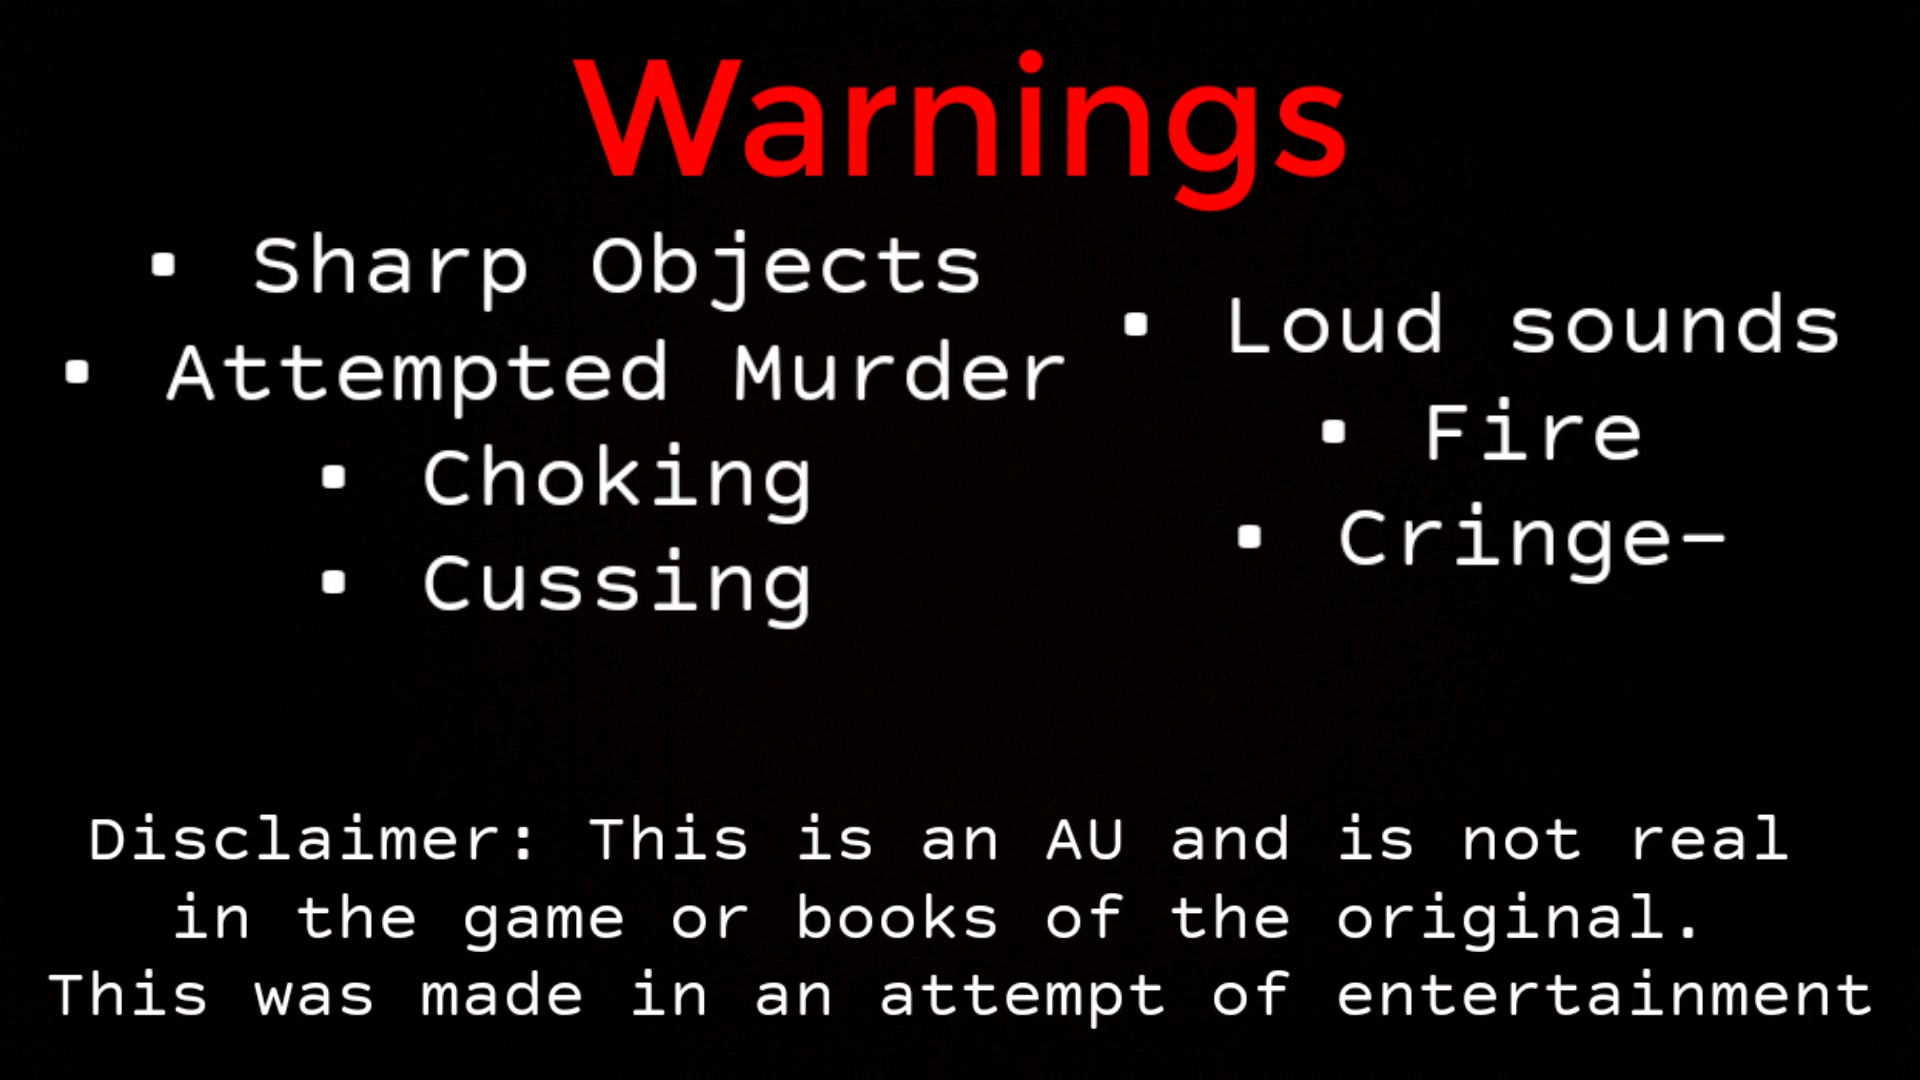 Warnings
▪ Sharp Objects
▪ Attempted Murder
▪ Choking
▪ Cussing
▪ Loud sounds
▪ Fire
▪ Cringe-
Disclaimer: This is an AU and is not real
in the game or books of the original.
This was made in an attempt of entertainment